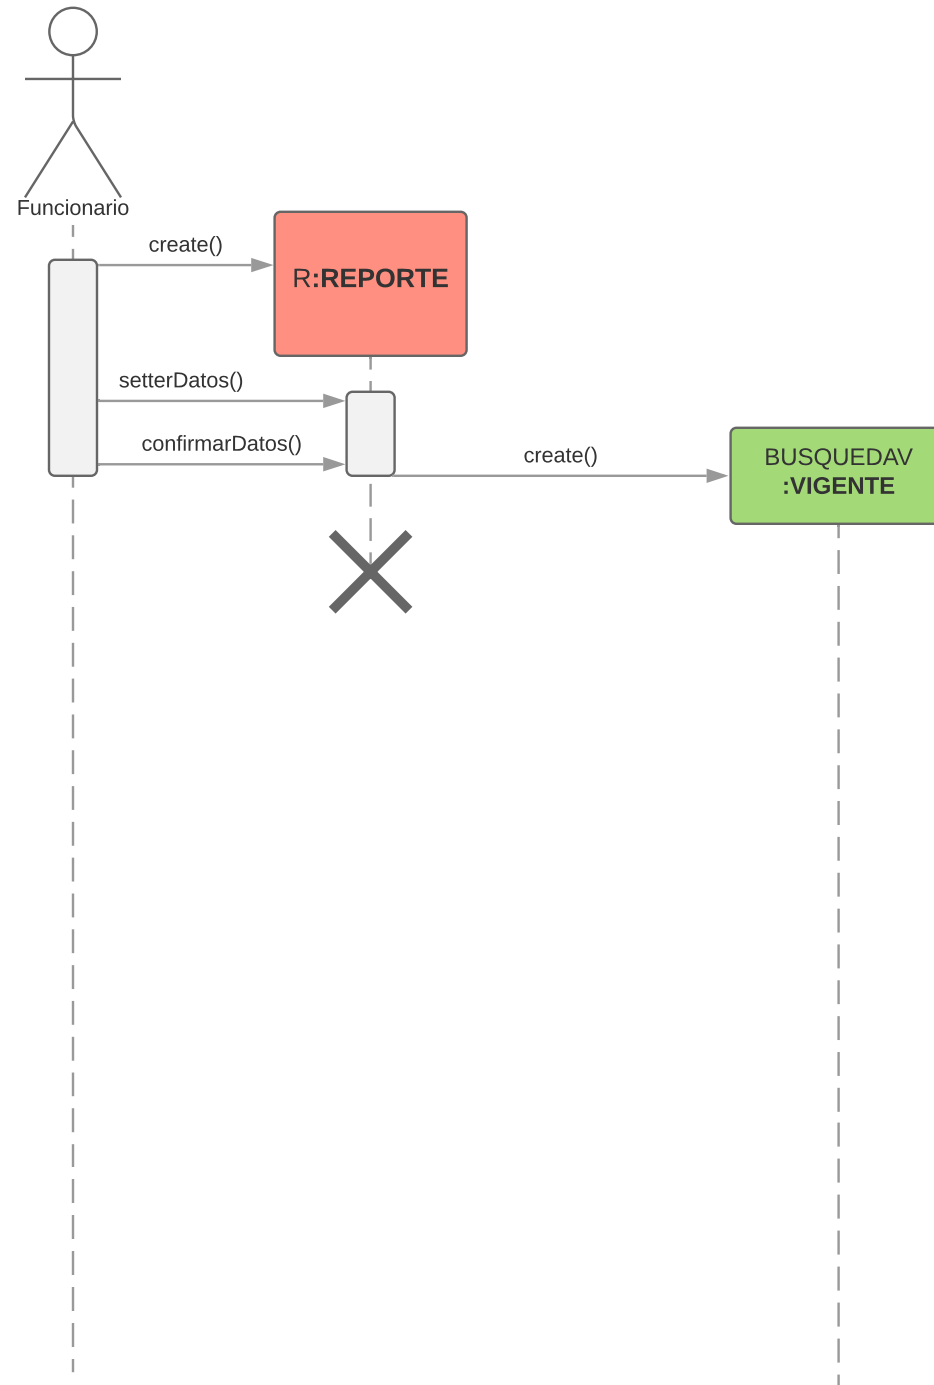 Funcionario
create()
R:REPORTE
setterDatos()
confirmarDatos()
create()
BUSQUEDAV
:VIGENTE